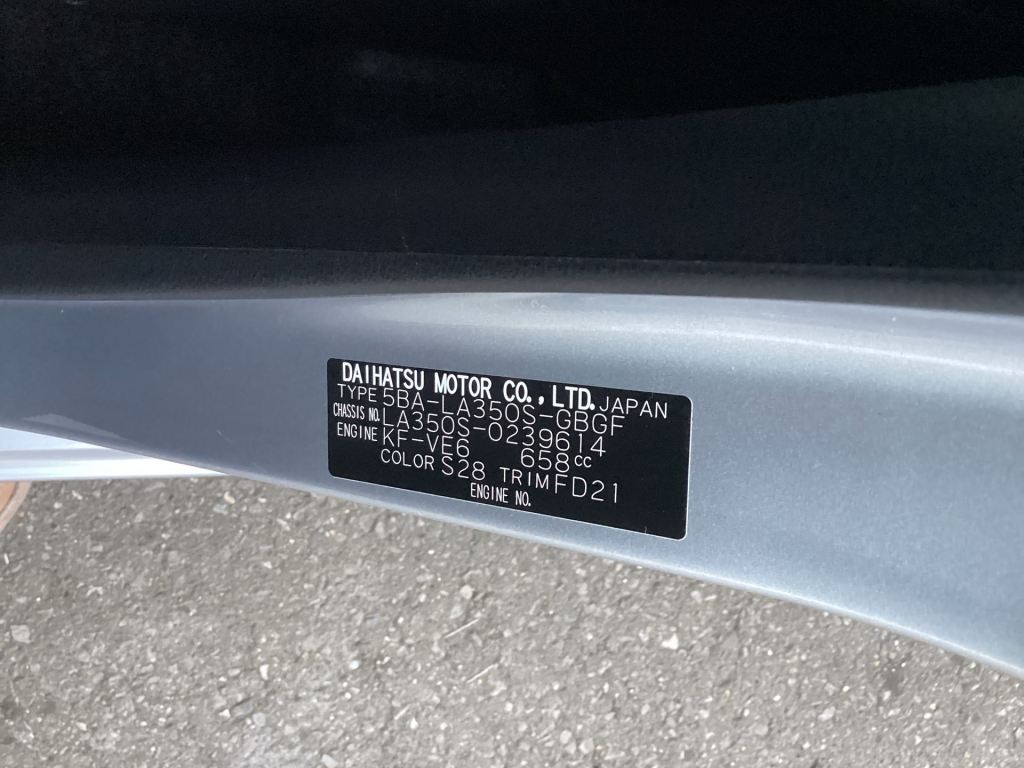 DAIHATSU MOTOR CO., LTD. JAPAN
TYPE 5BA-LA350S-GBGF
CHASSIS NO. LA350S-0239614
ENGINE KF-VE6 658cc
COLOR S28 TRIM FD21
ENGINE NO.